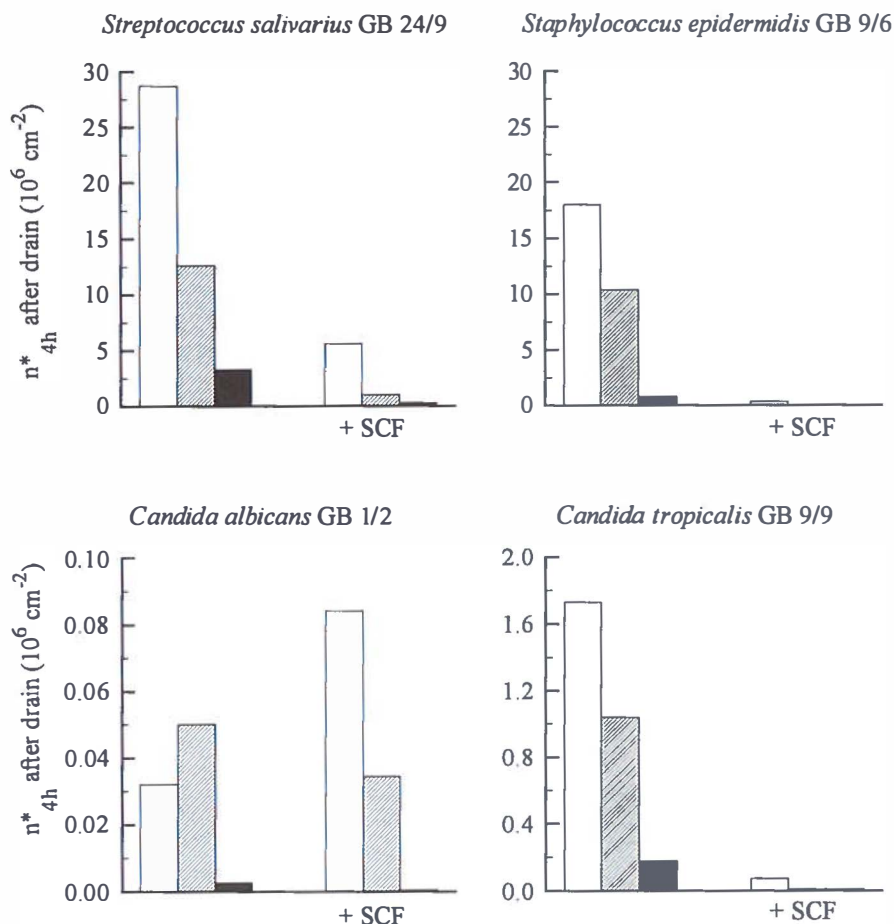 Streptococcus salivarius GB 24/9
Staphylococcus epidermidis GB 9/6
n*4h after drain (10^6 cm^-2)
30
25
20
15
10
5
0
+ SCF
30
25
20
15
10
5
0
+ SCF
Candida albicans GB 1/2
Candida tropicalis GB 9/9
n*4h after drain (10^6 cm^-2)
0.10
0.08
0.06
0.04
0.02
0.00
+ SCF
2.0
1.6
1.2
0.8
0.4
0.0
+ SCF